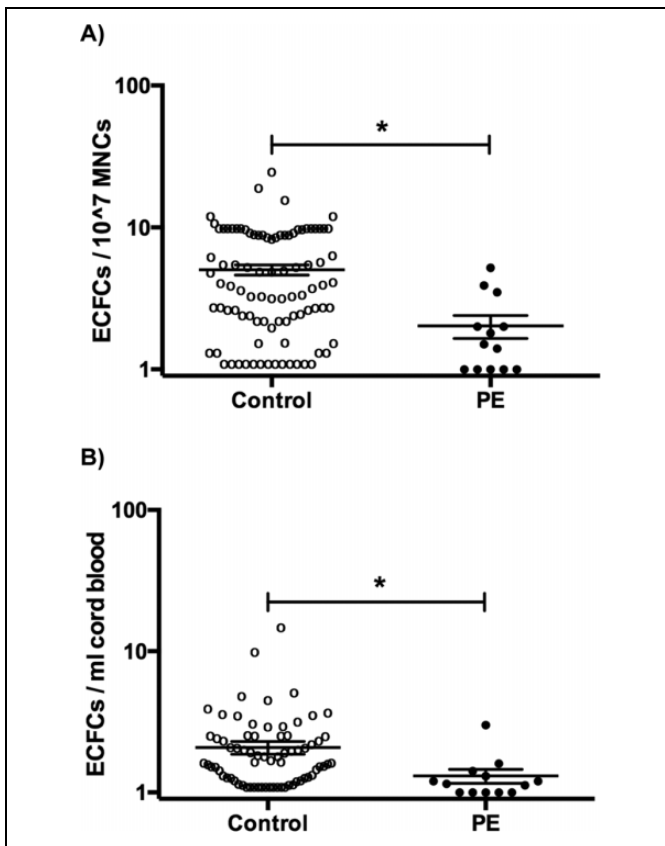 A)
100
10
1
ECFCs / 10^7 MNCs
*
Control
PE
B)
100
10
1
ECFCs / ml cord blood
*
Control
PE